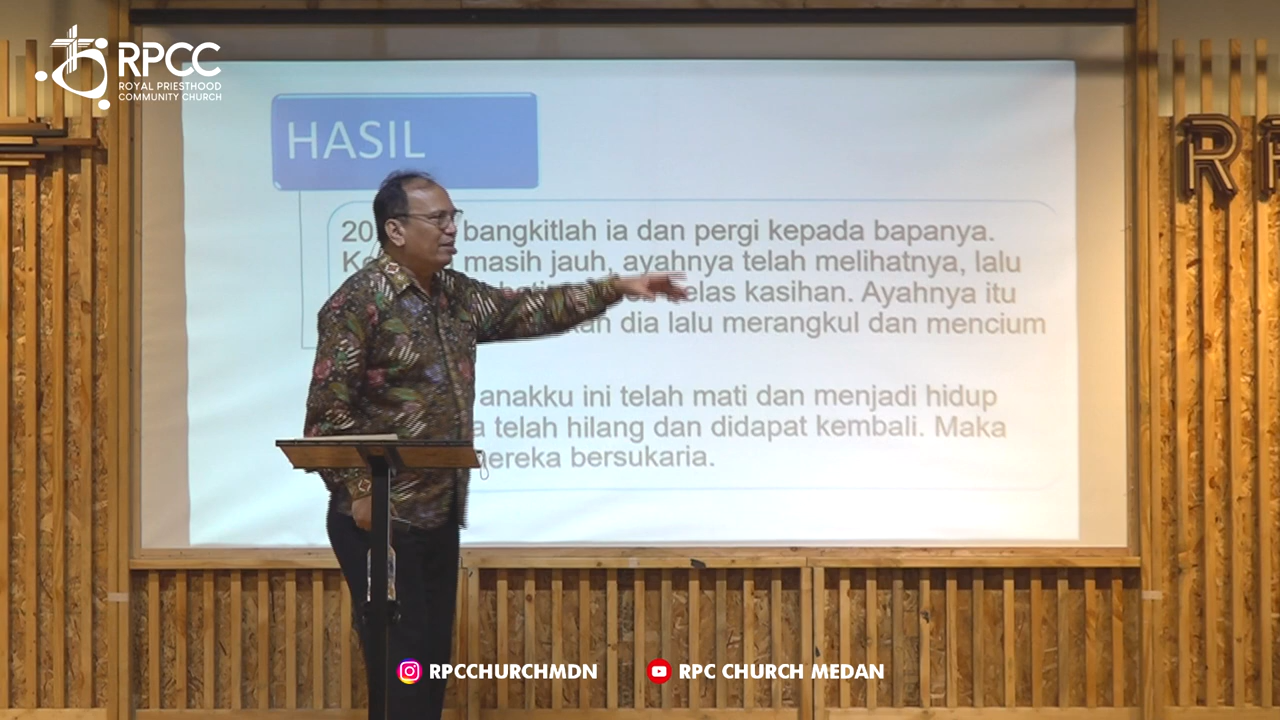 RPCC
ROYAL PRIESTHOOD
COMMUNITY CHURCH
HASIL
20 bangkitlah ia dan pergi kepada bapanya.
masih jauh, ayahnya telah melihatnya, lalu
belas kasihan. Ayahnya itu
dia lalu merangkul dan mencium
anakku ini telah mati dan menjadi hidup
telah hilang dan didapat kembali. Maka
mereka bersukaria.
R
RPCCHURCHMDN
RPC CHURCH MEDAN